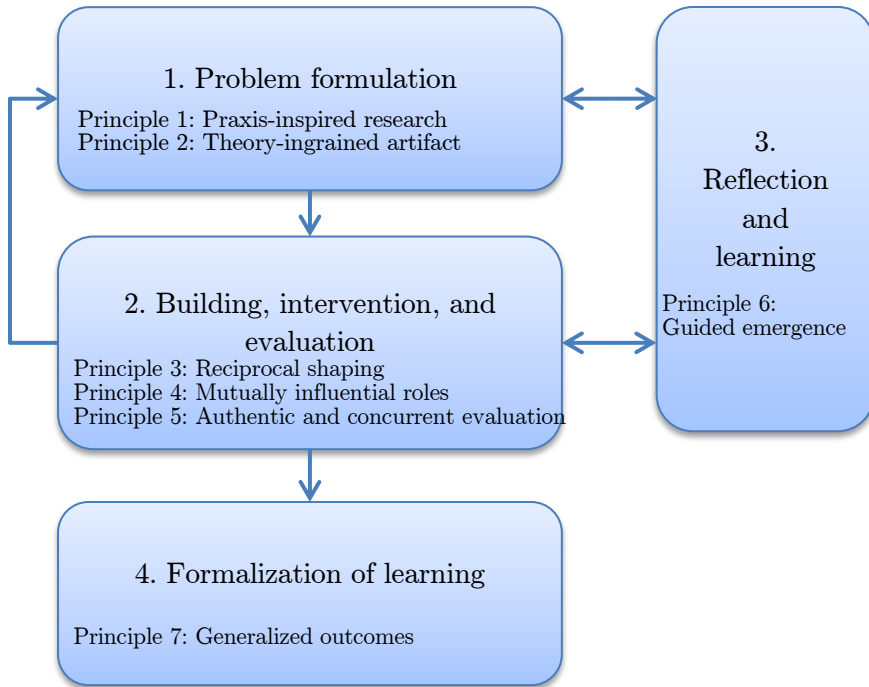 1. Problem formulation
Principle 1: Praxis-inspired research
Principle 2: Theory-ingrained artifact
2. Building, intervention, and
evaluation
Principle 3: Reciprocal shaping
Principle 4: Mutually influential roles
Principle 5: Authentic and concurrent evaluation
3.
Reflection
and
learning
Principle 6:
Guided emergence
4. Formalization of learning
Principle 7: Generalized outcomes